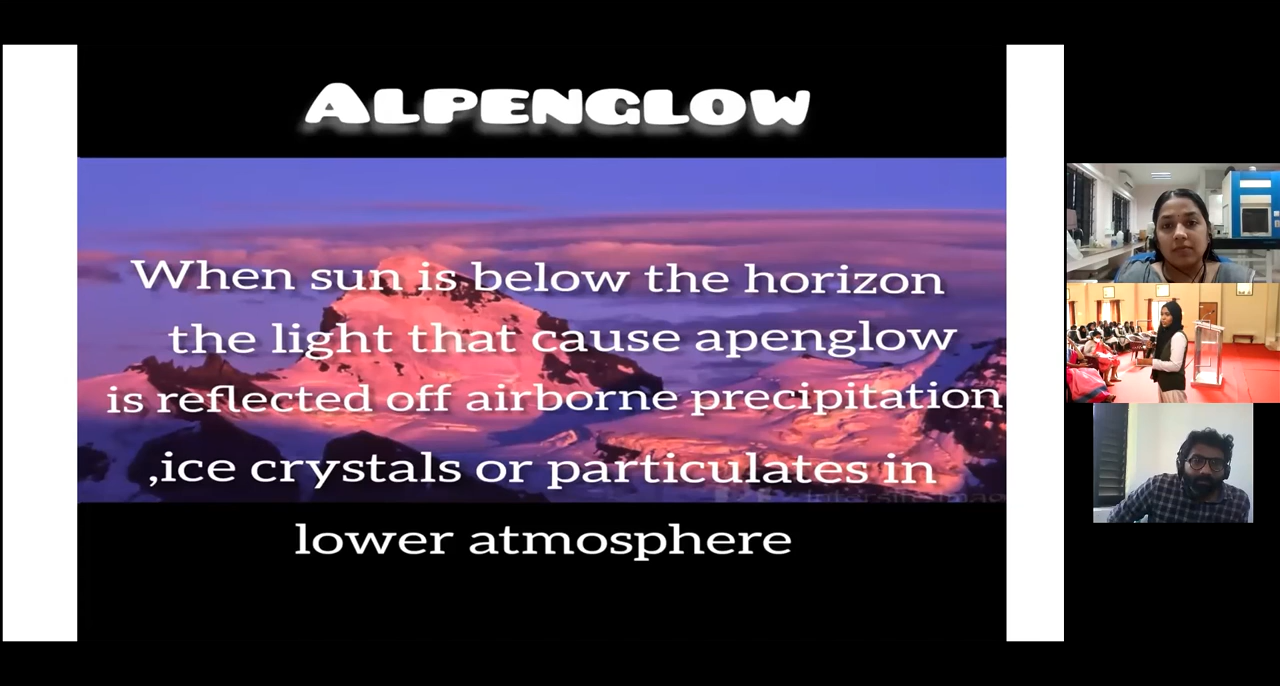 ALPENGLOW
When sun is below the horizon
the light that cause apenglow
is reflected off airborne precipitation
,ice crystals or particulates in
lower atmosphere